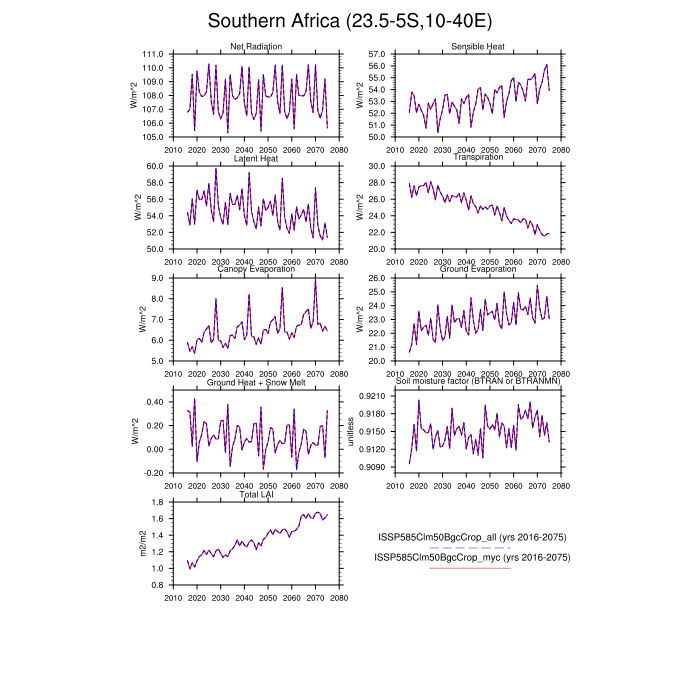 Southern Africa (23.5-5S,10-40E)
Net Radiation
W/m^2
111.0
110.0
109.0
108.0
107.0
106.0
105.0
2010 2020 2030 2040 2050 2060 2070 2080
Sensible Heat
W/m^2
57.0
56.0
55.0
54.0
53.0
52.0
51.0
50.0
2010 2020 2030 2040 2050 2060 2070 2080
Latent Heat
W/m^2
60.0
58.0
56.0
54.0
52.0
50.0
2010 2020 2030 2040 2050 2060 2070 2080
Transpiration
W/m^2
30.0
28.0
26.0
24.0
22.0
20.0
2010 2020 2030 2040 2050 2060 2070 2080
Canopy Evaporation
W/m^2
9.0
8.0
7.0
6.0
5.0
2010 2020 2030 2040 2050 2060 2070 2080
Ground Evaporation
W/m^2
26.0
25.0
24.0
23.0
22.0
21.0
20.0
2010 2020 2030 2040 2050 2060 2070 2080
Ground Heat + Snow Melt
W/m^2
0.40
0.20
0.00
-0.20
2010 2020 2030 2040 2050 2060 2070 2080
Soil moisture factor (BTRAN or BTRANMN)
unitless
0.9210
0.9180
0.9150
0.9120
0.9090
2010 2020 2030 2040 2050 2060 2070 2080
Total LAI
m2/m2
1.8
1.6
1.4
1.2
1.0
0.8
2010 2020 2030 2040 2050 2060 2070 2080
ISSP585Clm50BgcCrop_all (yrs 2016-2075)
ISSP585Clm50BgcCrop_myc (yrs 2016-2075)